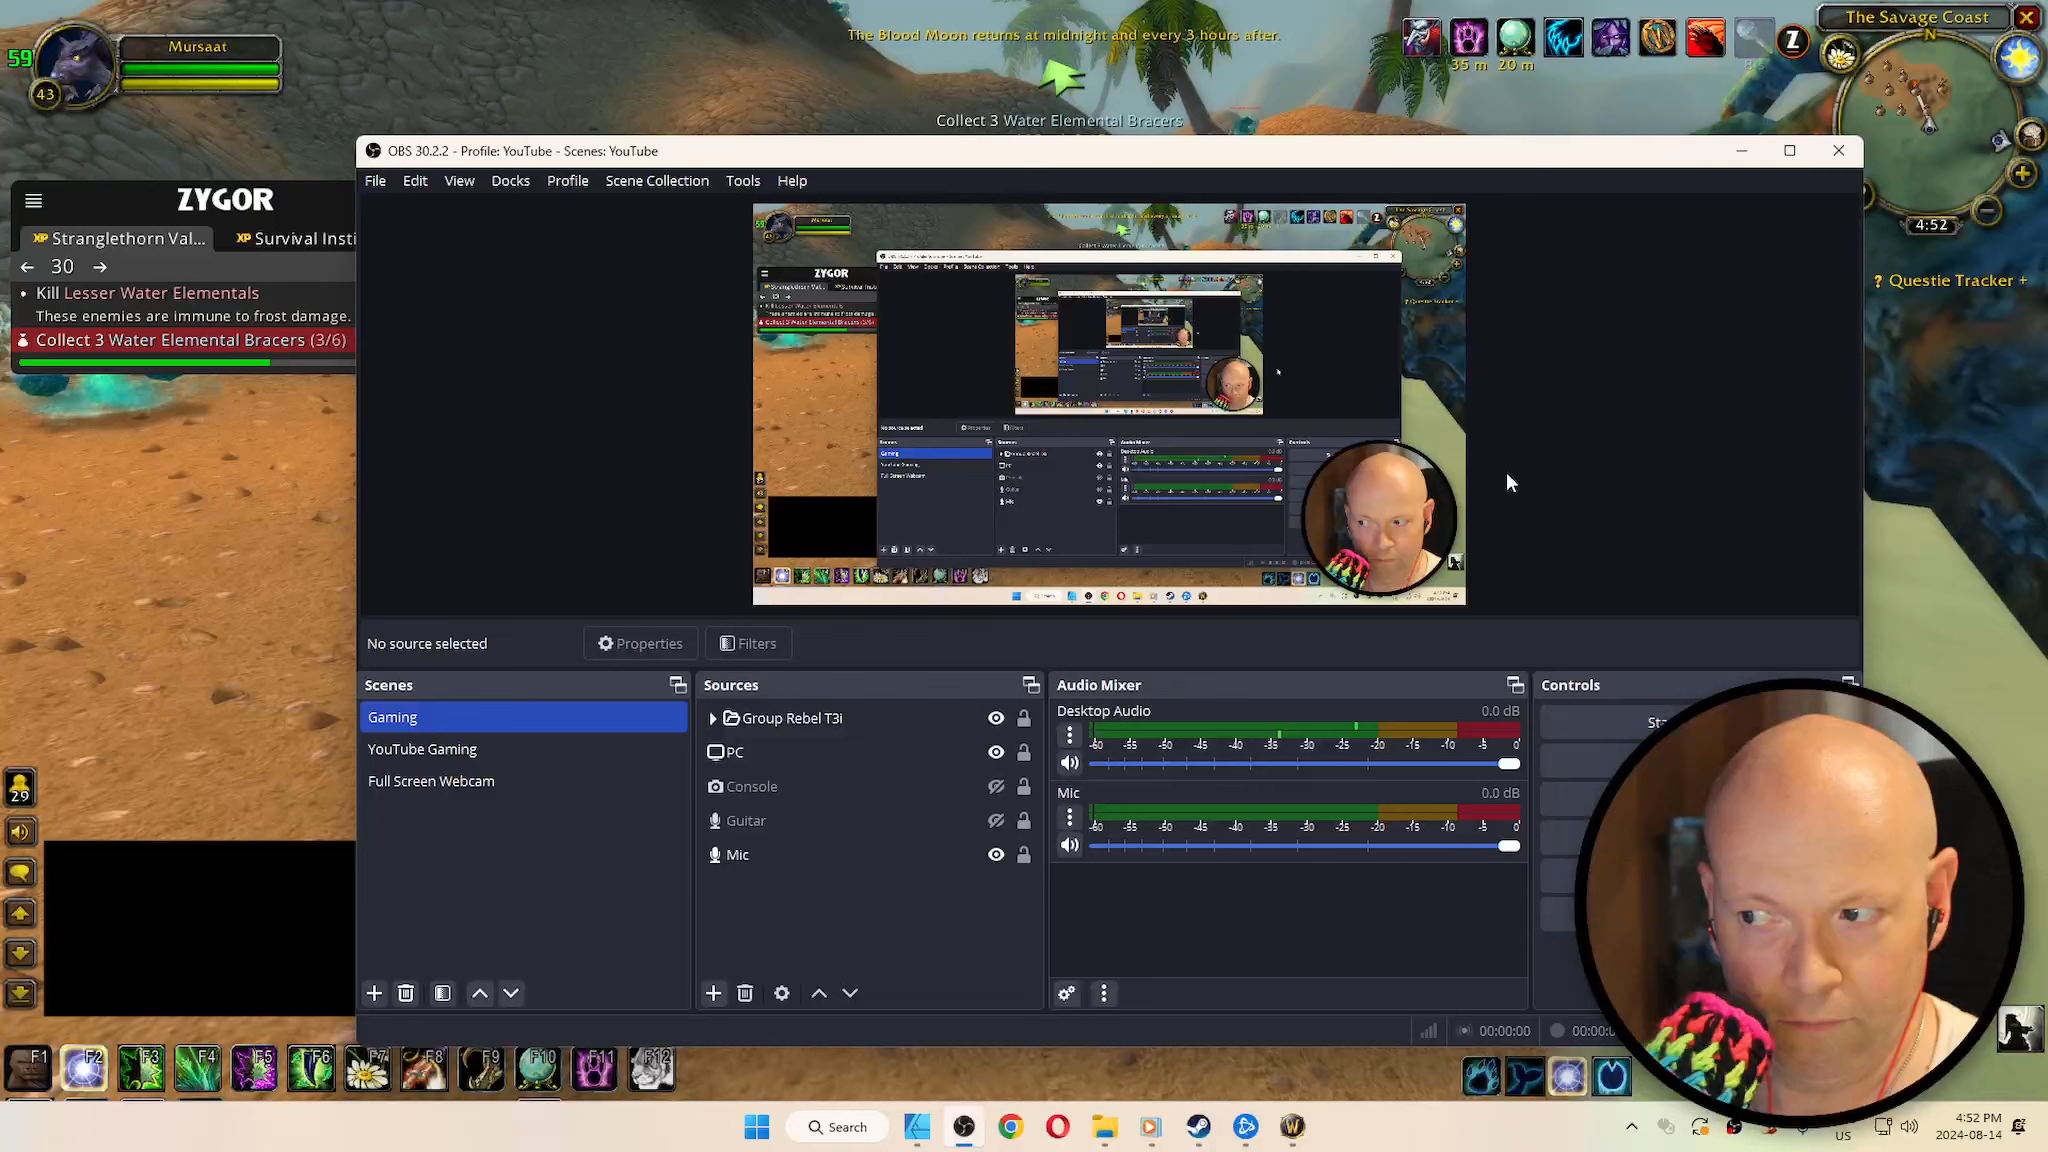 The Blood Moon returns at midnight and every 3 hours after.
The Savage Coast
N
59
Mursaat
43
35 m
20 m
Z
8 s
Collect 3 Water Elemental Bracers
4:52
? Questie Tracker +
ZYGOR
XP Stranglethorn Val...
XP Survival Insti
30
Kill Lesser Water Elementals
These enemies are immune to frost damage.
Collect 3 Water Elemental Bracers (3/6)
OBS 30.2.2 - Profile: YouTube - Scenes: YouTube
File Edit View Docks Profile Scene Collection Tools Help
ZYGOR
No source selected
Properties
Filters
Scenes
Gaming
YouTube Gaming
Full Screen Webcam
Sources
Group Rebel T3i
PC
Console
Guitar
Mic
Audio Mixer
Desktop Audio
0.0 dB
-60 -55 -50 -45 -40 -35 -30 -25 -20 -15 -10 -5 0
Mic
0.0 dB
-60 -55 -50 -45 -40 -35 -30 -25 -20 -15 -10 -5 0
Controls
00:00:00
00:00:0
29
F1 F2 F3 F4 F5 F6 F7 F8 F9 F10 F11 F12
Search
US
4:52 PM
2024-08-14